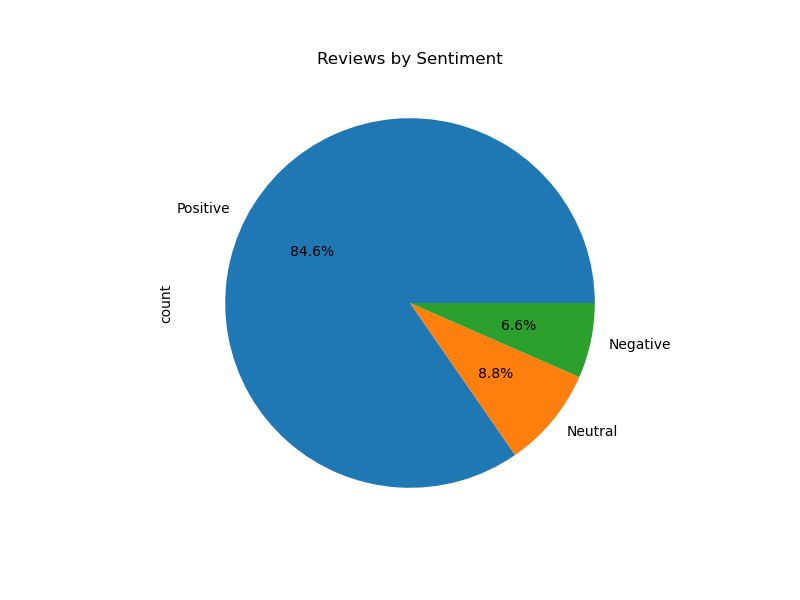 Reviews by Sentiment
Positive
84.6%
count
6.6%
Negative
8.8%
Neutral